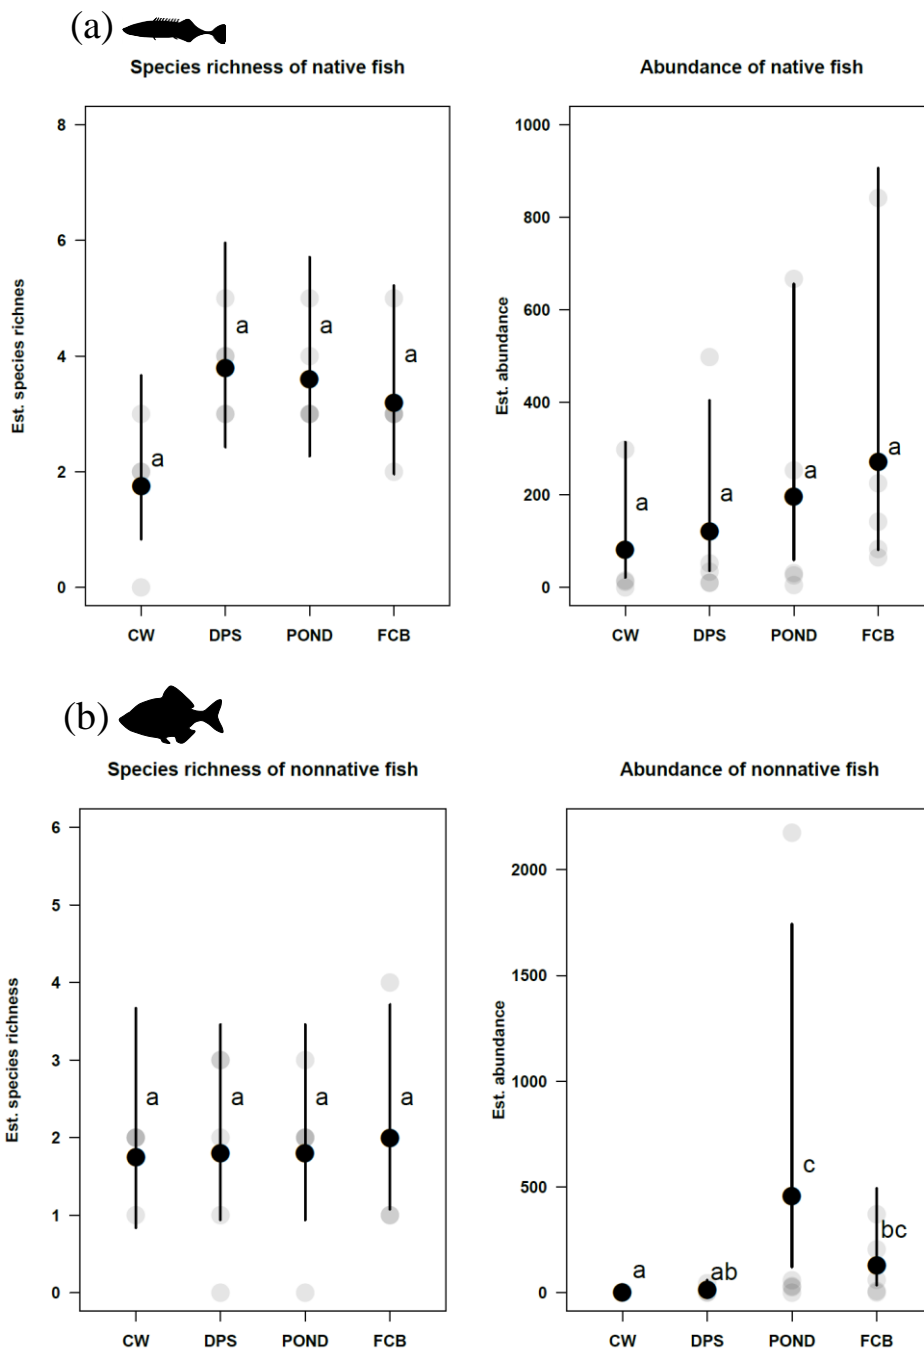 (a)
Species richness of native fish
Est. species richnes
8
6
4
2
0
a
a
a
a
CW DPS POND FCB
Abundance of native fish
Est. abundance
1000
800
600
400
200
0
a
a
a
a
CW DPS POND FCB
(b)
Species richness of nonnative fish
Est. species richness
6
5
4
3
2
1
0
a a a a
CW DPS POND FCB
Abundance of nonnative fish
Est. abundance
2000
1500
1000
500
0
a
ab
c
bc
CW DPS POND FCB